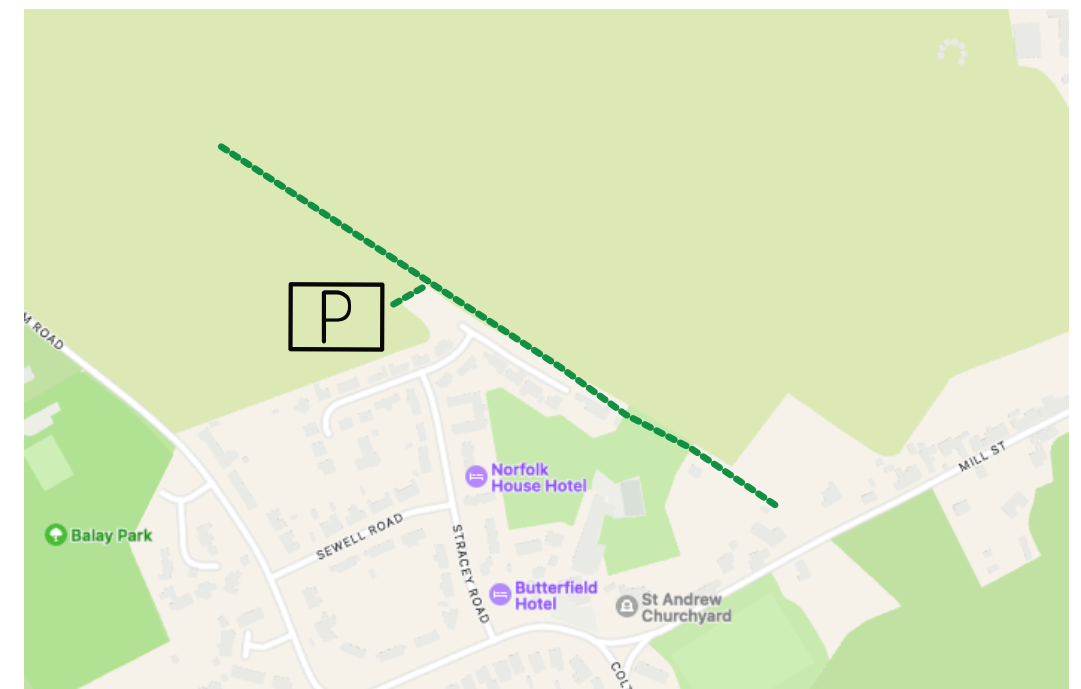 P
M ROAD
Norfolk
House Hotel
MILL ST
Balay Park
SEWELL ROAD
STRACEY ROAD
Butterfield
Hotel
St Andrew
Churchyard
COLT